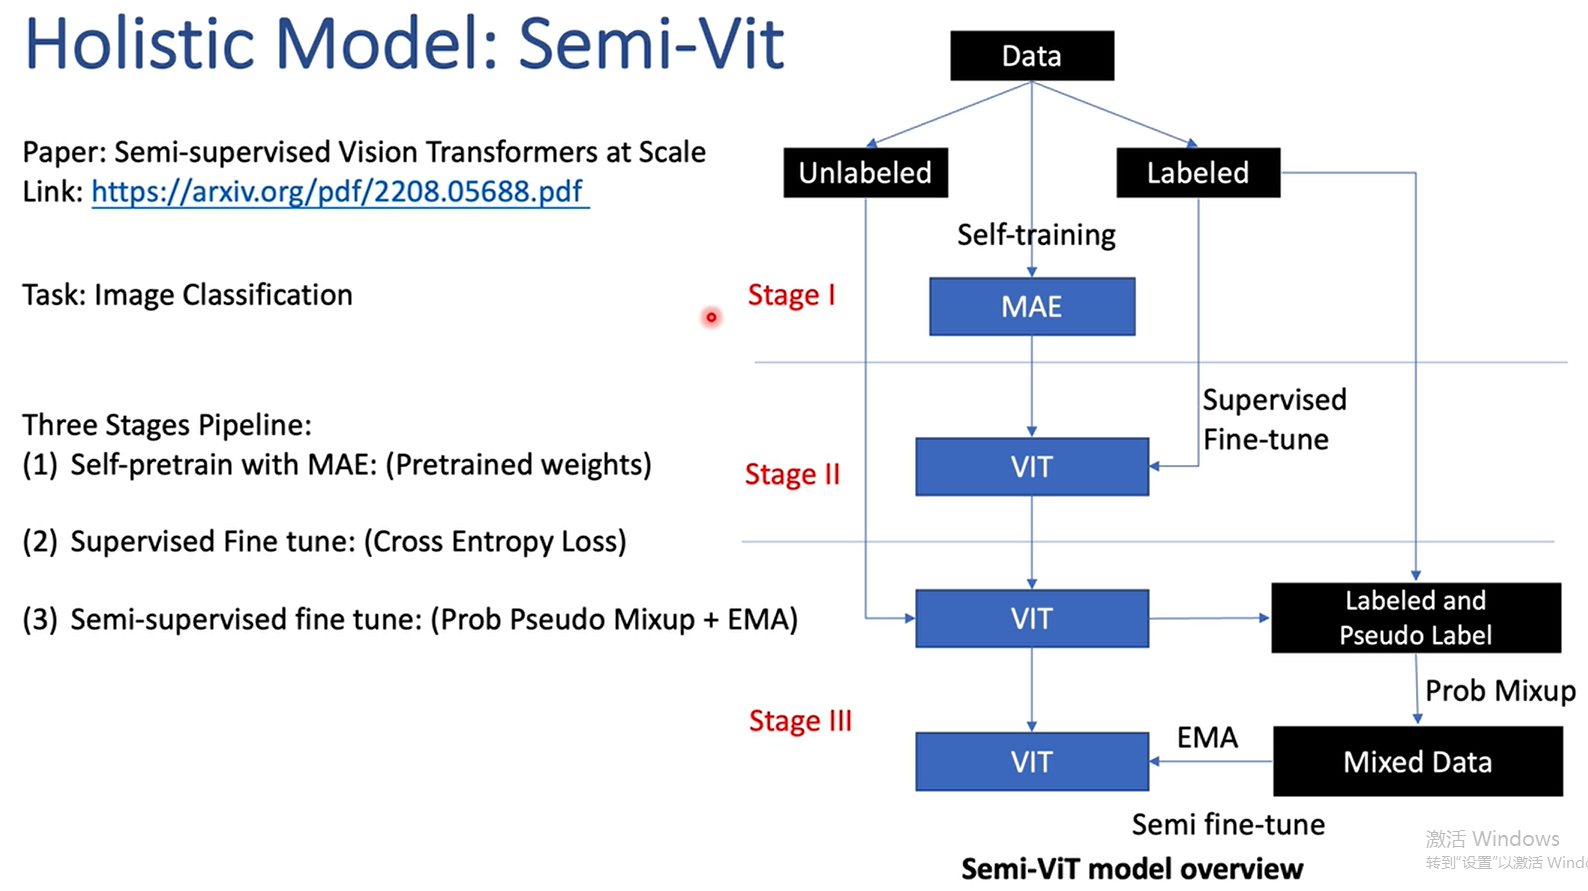 Holistic Model: Semi-Vit
Paper: Semi-supervised Vision Transformers at Scale
Link: https://arxiv.org/pdf/2208.05688.pdf
Task: Image Classification
Three Stages Pipeline:
(1) Self-pretrain with MAE: (Pretrained weights)
(2) Supervised Fine tune: (Cross Entropy Loss)
(3) Semi-supervised fine tune: (Prob Pseudo Mixup + EMA)
Data
Unlabeled
Labeled
Self-training
Stage I
MAE
Supervised
Fine-tune
Stage II
VIT
VIT
Labeled and
Pseudo Label
Prob Mixup
Stage III
VIT
EMA
Mixed Data
Semi fine-tune
Semi-ViT model overview
激活 Windows
转到"设置"以激活 Windo